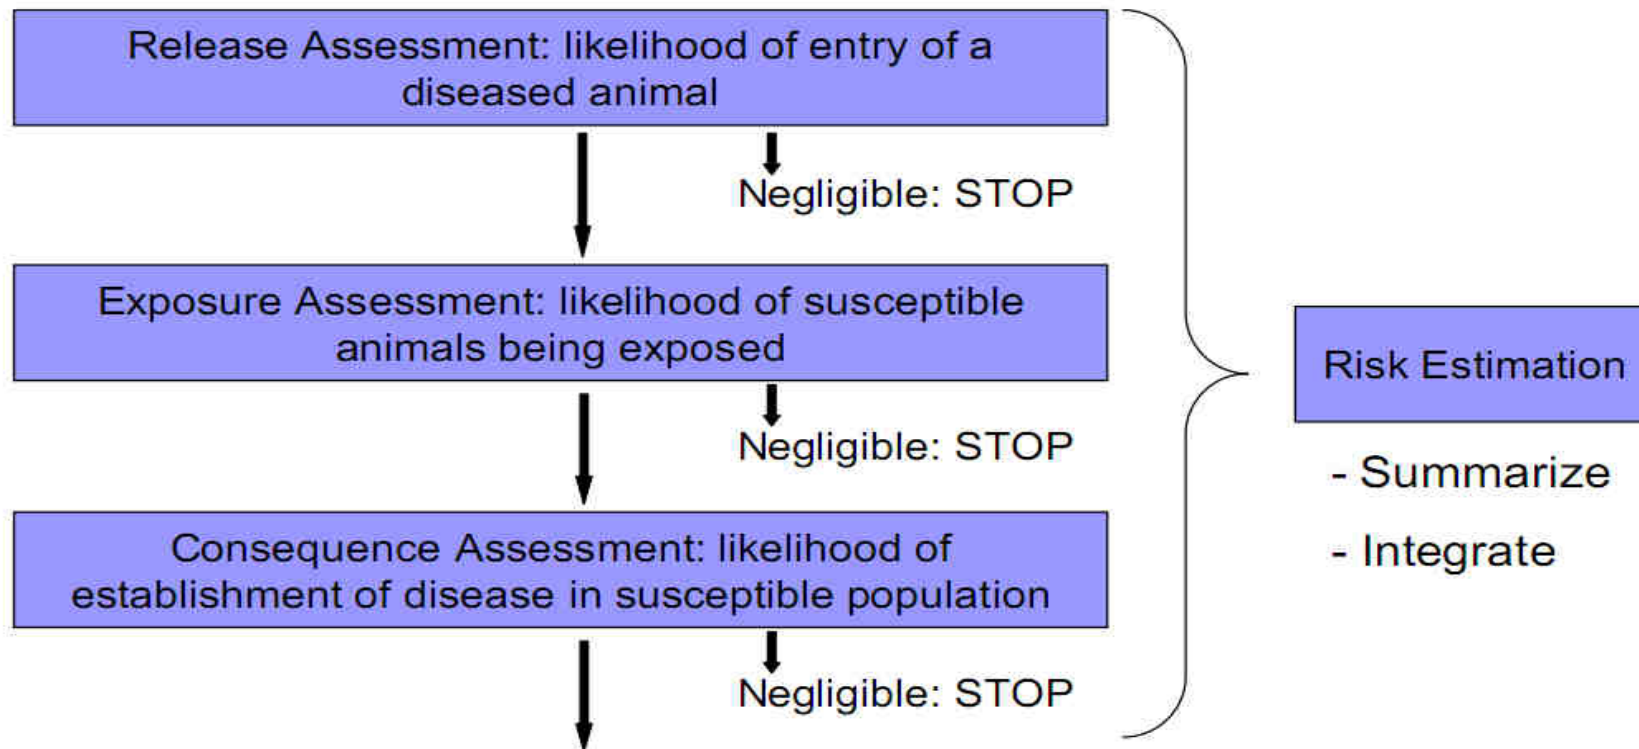 Release Assessment: likelihood of entry of a
diseased animal
Negligible: STOP
Exposure Assessment: likelihood of susceptible
animals being exposed
Negligible: STOP
Consequence Assessment: likelihood of
establishment of disease in susceptible population
Negligible: STOP
Risk Estimation
- Summarize
- Integrate